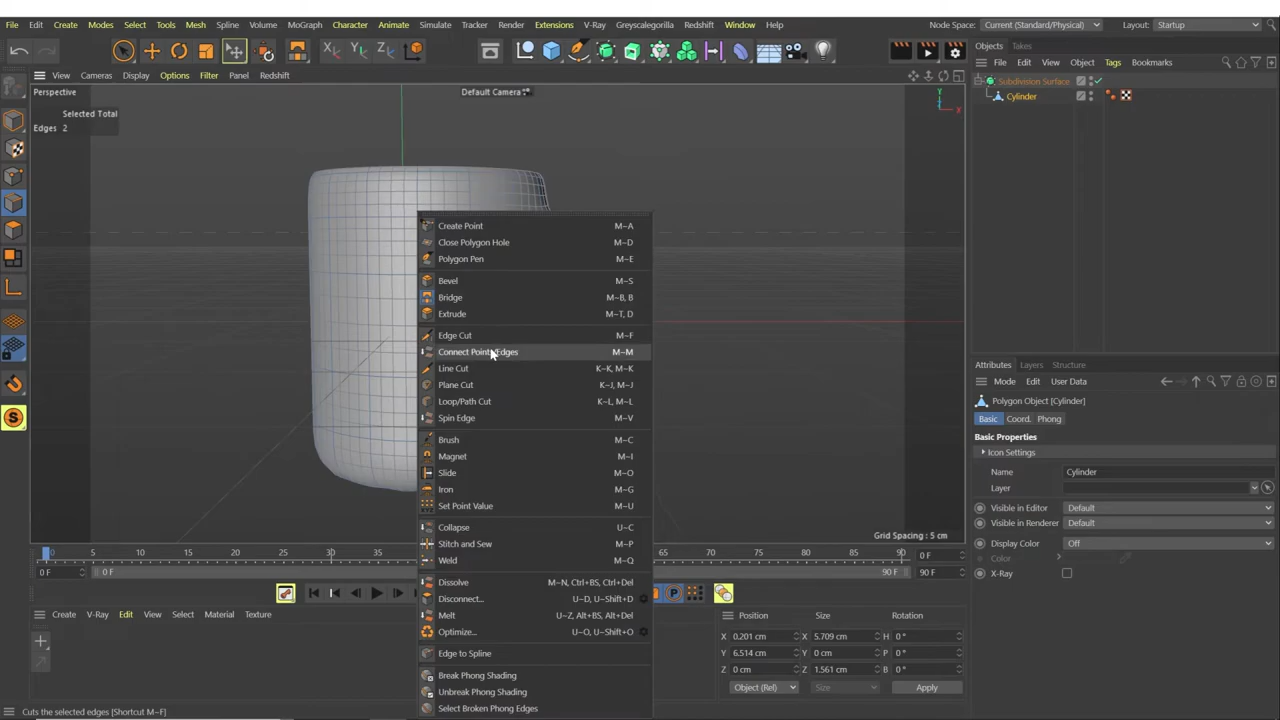 File Edit Create Modes Select Tools Mesh Spline Volume MoGraph Character Animate Simulate Tracker Render Extensions V-Ray Greyscalegorilla Redshift Window Help Node Space: Current (Standard/Physical) Layout: Startup
Objects Takes
File Edit View Object Tags Bookmarks
View Cameras Display Options Filter Panel Redshift
Perspective
Default Camera
Subdivision Surface
Cylinder
Selected Total
Edges 2
Y
X
Create Point M~A
Close Polygon Hole M~D
Polygon Pen M~E
Bevel M~S
Bridge M~B, B
Extrude M~T, D
Edge Cut M~F
Connect Points/Edges M~M
Line Cut K~K, M~K
Plane Cut K~J, M~J
Loop/Path Cut K~L, M~L
Spin Edge M~V
Brush M~C
Magnet M~I
Slide M~O
Iron M~G
Set Point Value M~U
Collapse U~C
Stitch and Sew M~P
Weld M~Q
Dissolve M~N, Ctrl+BS, Ctrl+Del
Disconnect... U~D, U~Shift+D
Melt U~Z, Alt+BS, Alt+Del
Optimize... U~O, U~Shift+O
Edge to Spline
Break Phong Shading
Unbreak Phong Shading
Select Broken Phong Edges
Attributes Layers Structure
Mode Edit User Data
Polygon Object [Cylinder]
Basic Coord. Phong
Basic Properties
Icon Settings
Name Cylinder
Layer
Visible in Editor Default
Visible in Renderer Default
Display Color Off
Color
X-Ray
Grid Spacing : 5 cm
0 5 10 15 20 25 30 35 65 70 75 80 85 90 0 F
0 F 0 F 90 F 90 F
Create V-Ray Edit View Select Material Texture
Position Size Rotation
X 0.201 cm X 5.709 cm H 0 °
Y 6.514 cm Y 0 cm P 0 °
Z 0 cm Z 1.561 cm B 0 °
Object (Rel) Size Apply
Cuts the selected edges [Shortcut M~F]